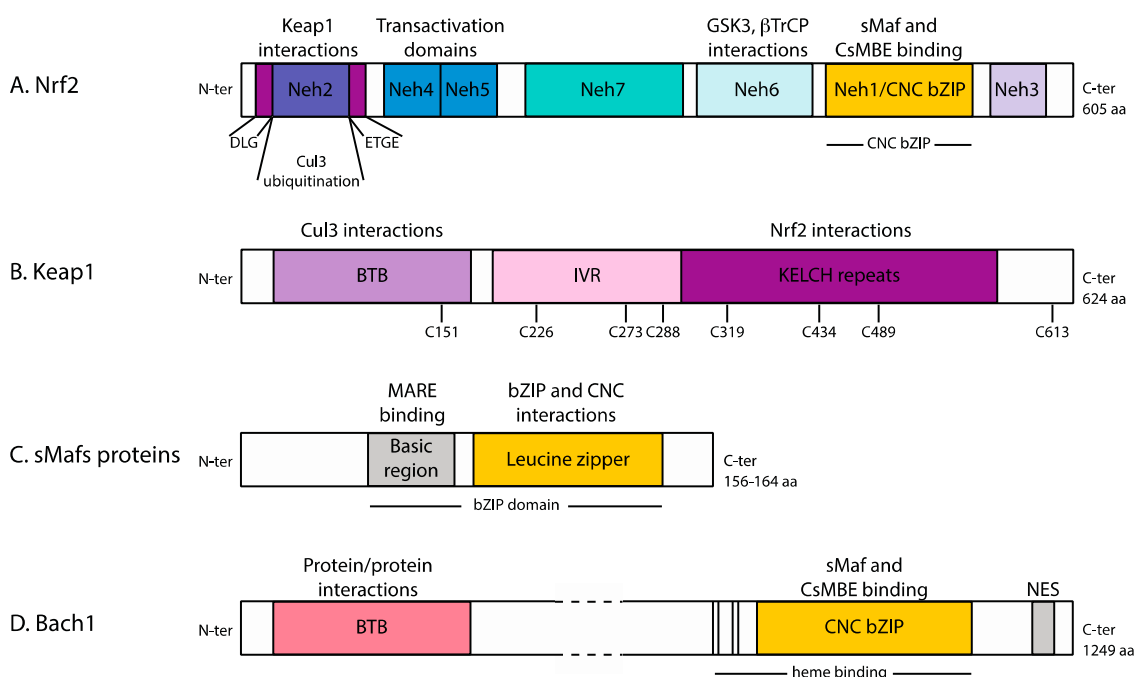 Keap1
interactions
Transactivation
domains
GSK3, βTrCP
interactions
sMaf and
CsMBE binding
A. Nrf2
N-ter
Neh2
Neh4
Neh5
Neh7
Neh6
Neh1/CNC bZIP
Neh3
C-ter
605 aa
DLG
ETGE
CNC bZIP
Cul3
ubiquitination
Cul3 interactions
Nrf2 interactions
B. Keap1
N-ter
BTB
IVR
KELCH repeats
C-ter
624 aa
C151
C226
C273
C288
C319
C434
C489
C613
MARE
binding
bZIP and CNC
interactions
C. sMafs proteins
N-ter
Basic
region
Leucine zipper
C-ter
156-164 aa
bZIP domain
Protein/protein
interactions
sMaf and
CsMBE binding
NES
D. Bach1
N-ter
BTB
CNC bZIP
C-ter
1249 aa
heme binding